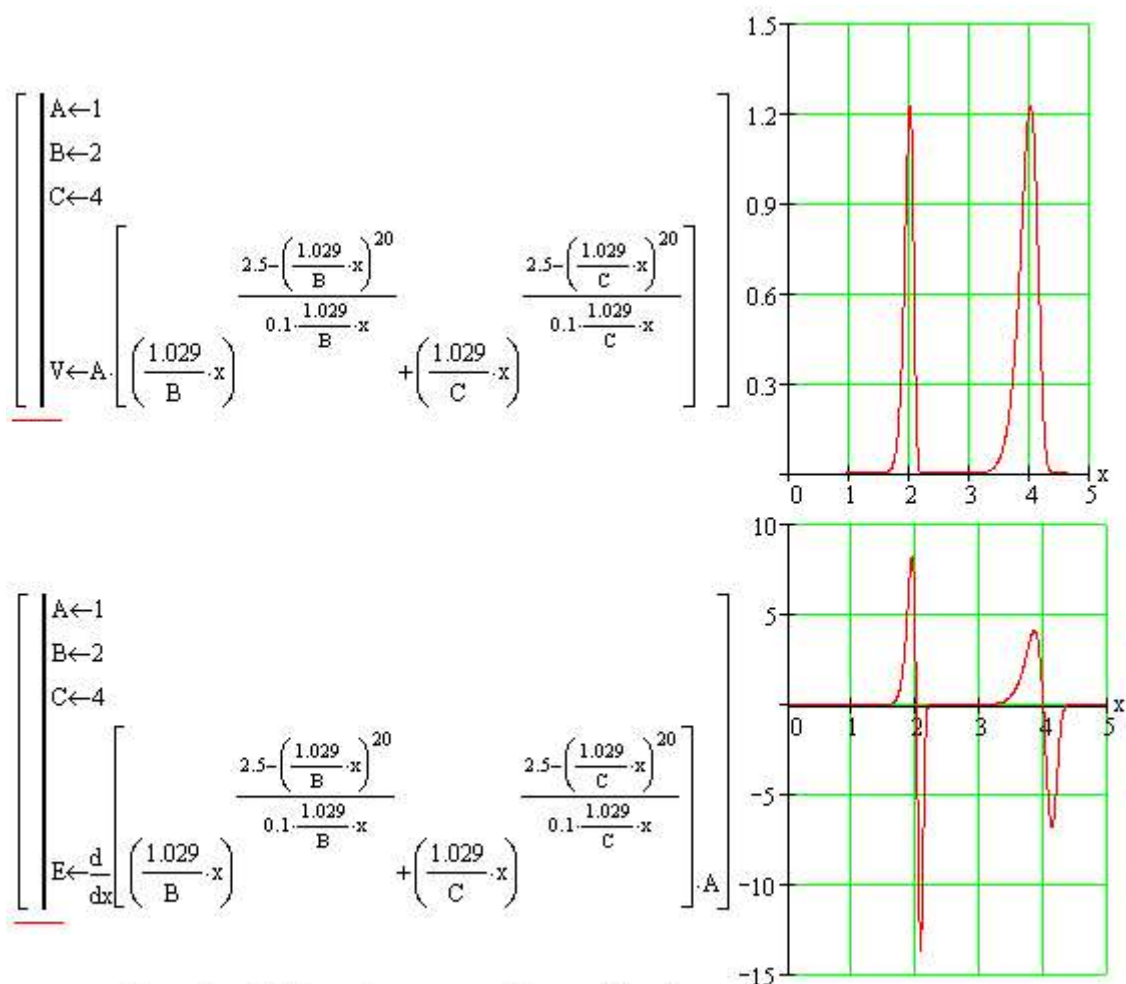 A←1
B←2
C←4
V←A·[(1.029/B·x)^((2.5-(1.029/B·x)^20)/(0.1·1.029/B·x))+(1.029/C·x)^((2.5-(1.029/C·x)^20)/(0.1·1.029/C·x))]
1.5
1.2
0.9
0.6
0.3
0 1 2 3 4 5 x
A←1
B←2
C←4
E←d/dx[(1.029/B·x)^((2.5-(1.029/B·x)^20)/(0.1·1.029/B·x))+(1.029/C·x)^((2.5-(1.029/C·x)^20)/(0.1·1.029/C·x))]·A
10
5
0 1 2 3 4 5 x
-5
-10
-15